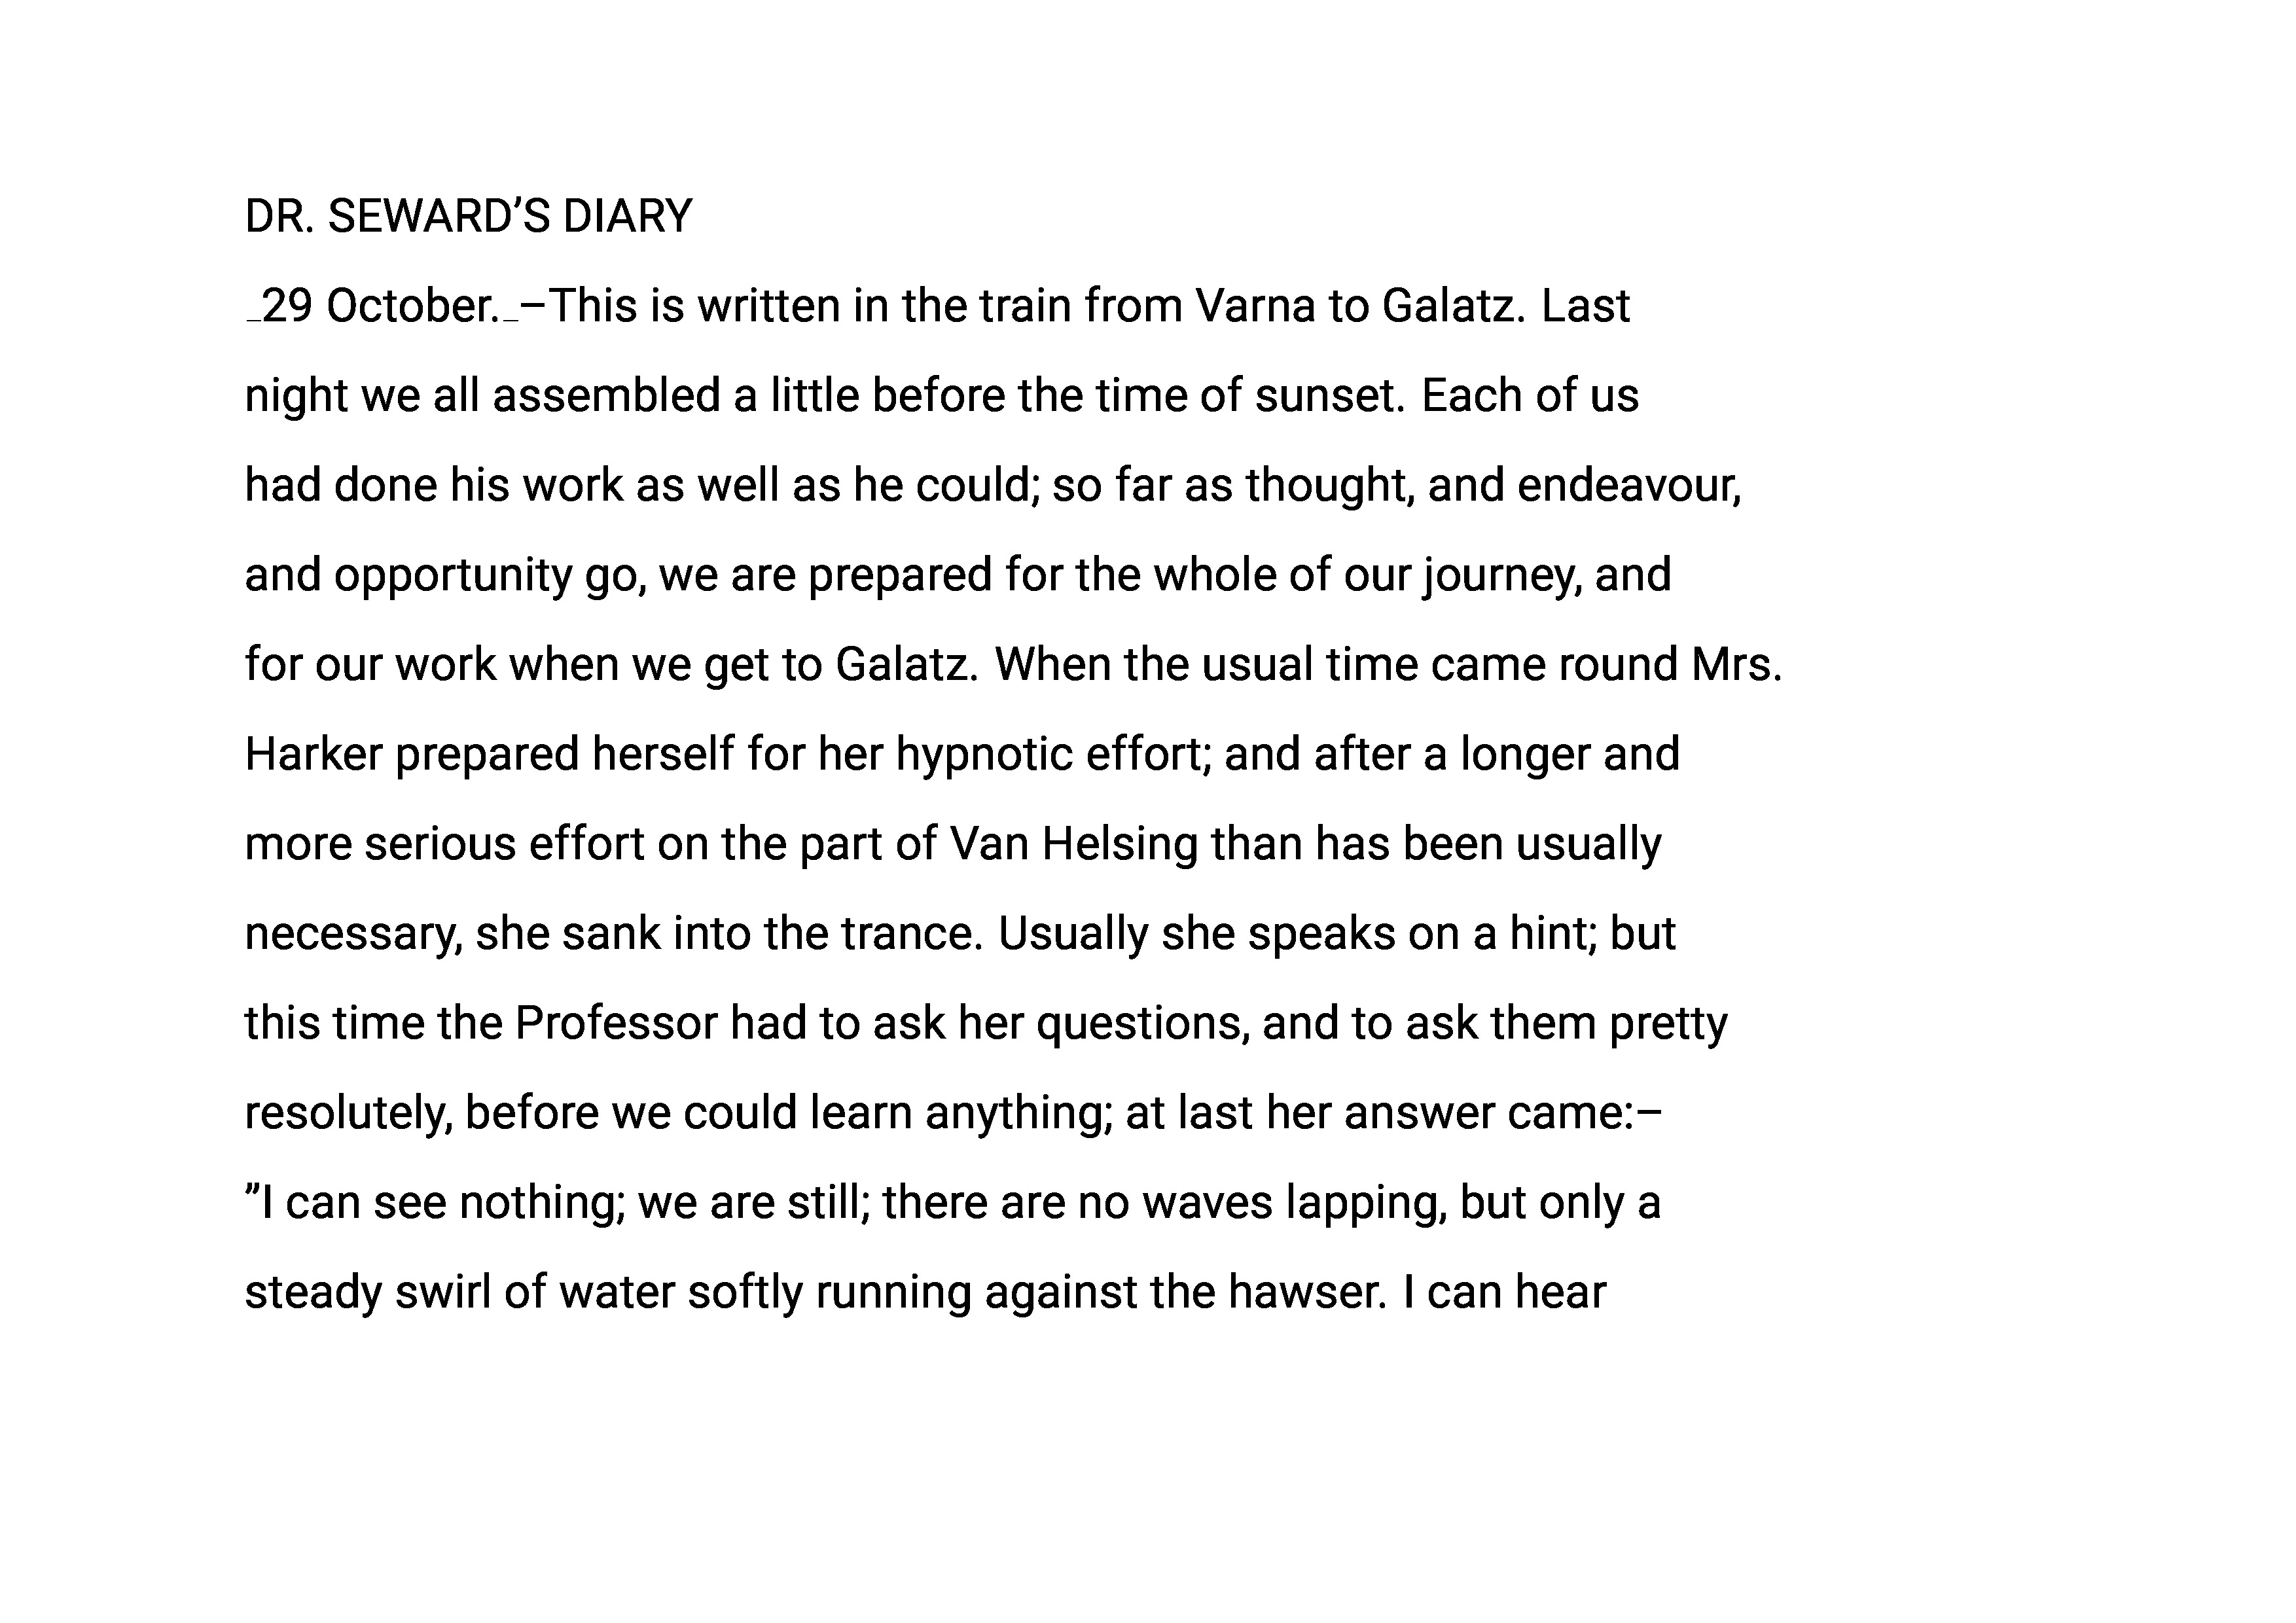 DR. SEWARD’S DIARY
_29 October._–This is written in the train from Varna to Galatz. Last
night we all assembled a little before the time of sunset. Each of us
had done his work as well as he could; so far as thought, and endeavour,
and opportunity go, we are prepared for the whole of our journey, and
for our work when we get to Galatz. When the usual time came round Mrs.
Harker prepared herself for her hypnotic effort; and after a longer and
more serious effort on the part of Van Helsing than has been usually
necessary, she sank into the trance. Usually she speaks on a hint; but
this time the Professor had to ask her questions, and to ask them pretty
resolutely, before we could learn anything; at last her answer came:–
”I can see nothing; we are still; there are no waves lapping, but only a
steady swirl of water softly running against the hawser. I can hear